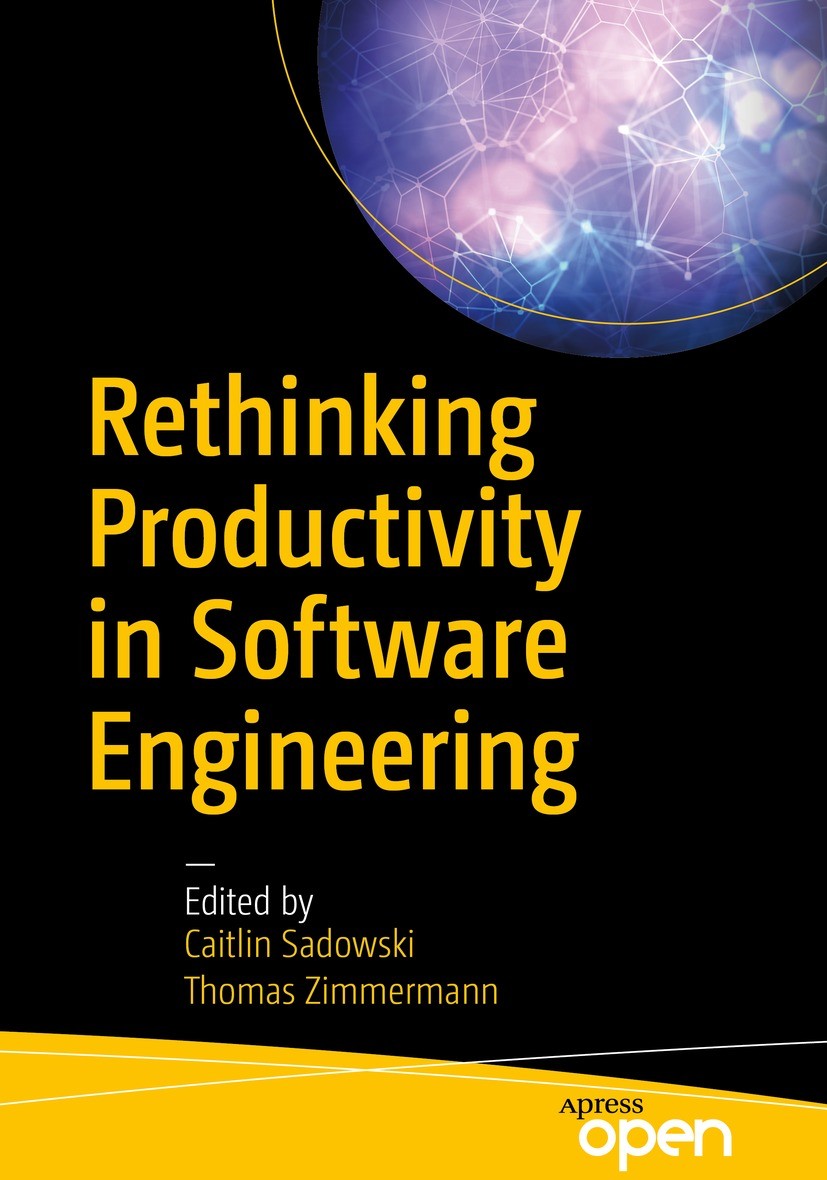 Rethinking
Productivity
in Software
Engineering
—
Edited by
Caitlin Sadowski
Thomas Zimmermann
Apress
open